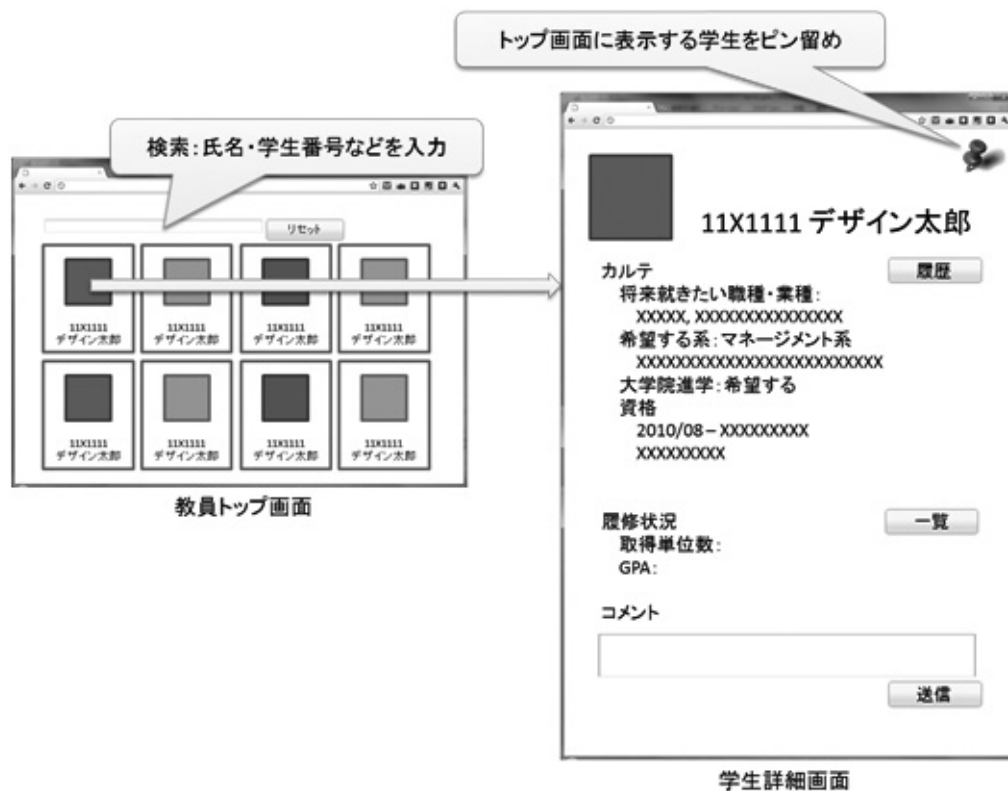 トップ画面に表示する学生をピン留め
検索:氏名・学生番号などを入力
リセット
11X1111
デザイン太郎
11X1111
デザイン太郎
11X1111
デザイン太郎
11X1111
デザイン太郎
11X1111
デザイン太郎
11X1111
デザイン太郎
11X1111
デザイン太郎
11X1111
デザイン太郎
教員トップ画面
11X1111 デザイン太郎
カルテ
履歴
将来就きたい職種・業種:
XXXXX, XXXXXXXXXXXXXXX
希望する系:マネージメント系
XXXXXXXXXXXXXXXXXXXXXXXXX
大学院進学:希望する
資格
2010/08-XXXXXXXXX
XXXXXXXXX
履修状況
一覧
取得単位数:
GPA:
コメント
送信
学生詳細画面